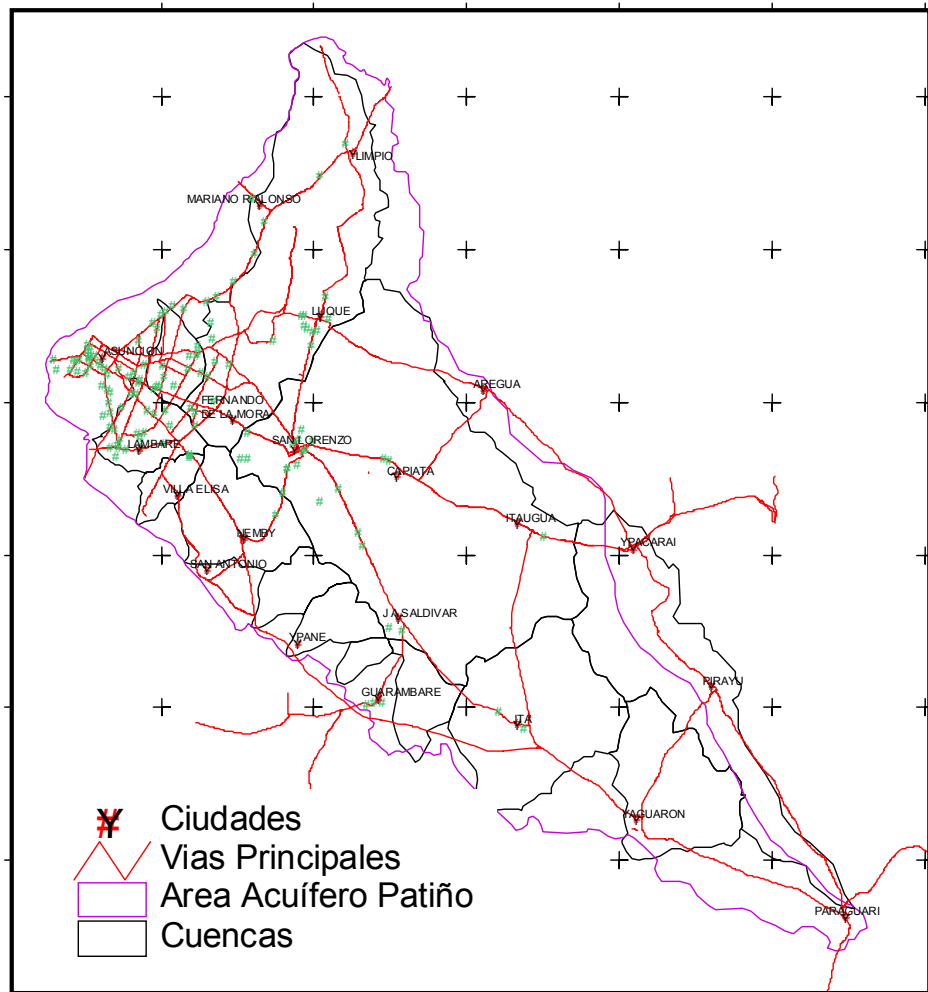 LIMPIO
MARIANO R ALONSO
LUQUE
ASUNCION
AREGUA
FERNANDO
DE LA MORA
LAMBARE
SAN LORENZO
CAPIATA
VILLA ELISA
ITAUGUA
NEMBY
YPACARAI
SAN ANTONIO
J A SALDIVAR
YPANE
PIRAYU
GUARAMBARE
ITA
YAGUARON
PARAGUARI
Ciudades
Vias Principales
Area Acuífero Patiño
Cuencas